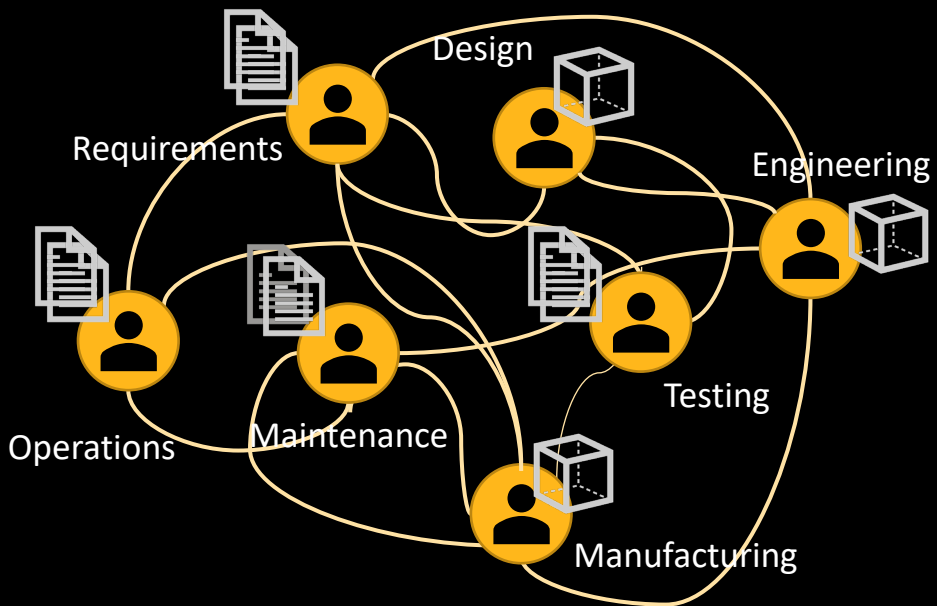 Design
Requirements
Engineering
Testing
Operations
Maintenance
Manufacturing